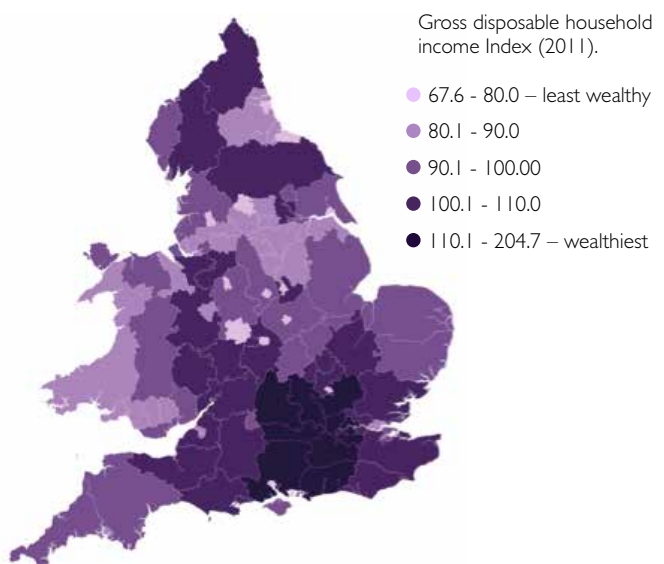 Gross disposable household
income Index (2011).
67.6 - 80.0 – least wealthy
80.1 - 90.0
90.1 - 100.00
100.1 - 110.0
110.1 - 204.7 – wealthiest